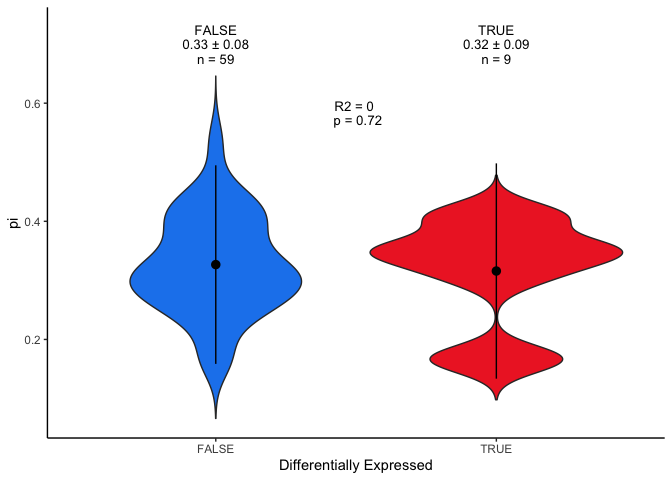 FALSE
0.33 ± 0.08
n = 59
TRUE
0.32 ± 0.09
n = 9
R2 = 0
p = 0.72
pi
0.6
0.4
0.2
FALSE
TRUE
Differentially Expressed